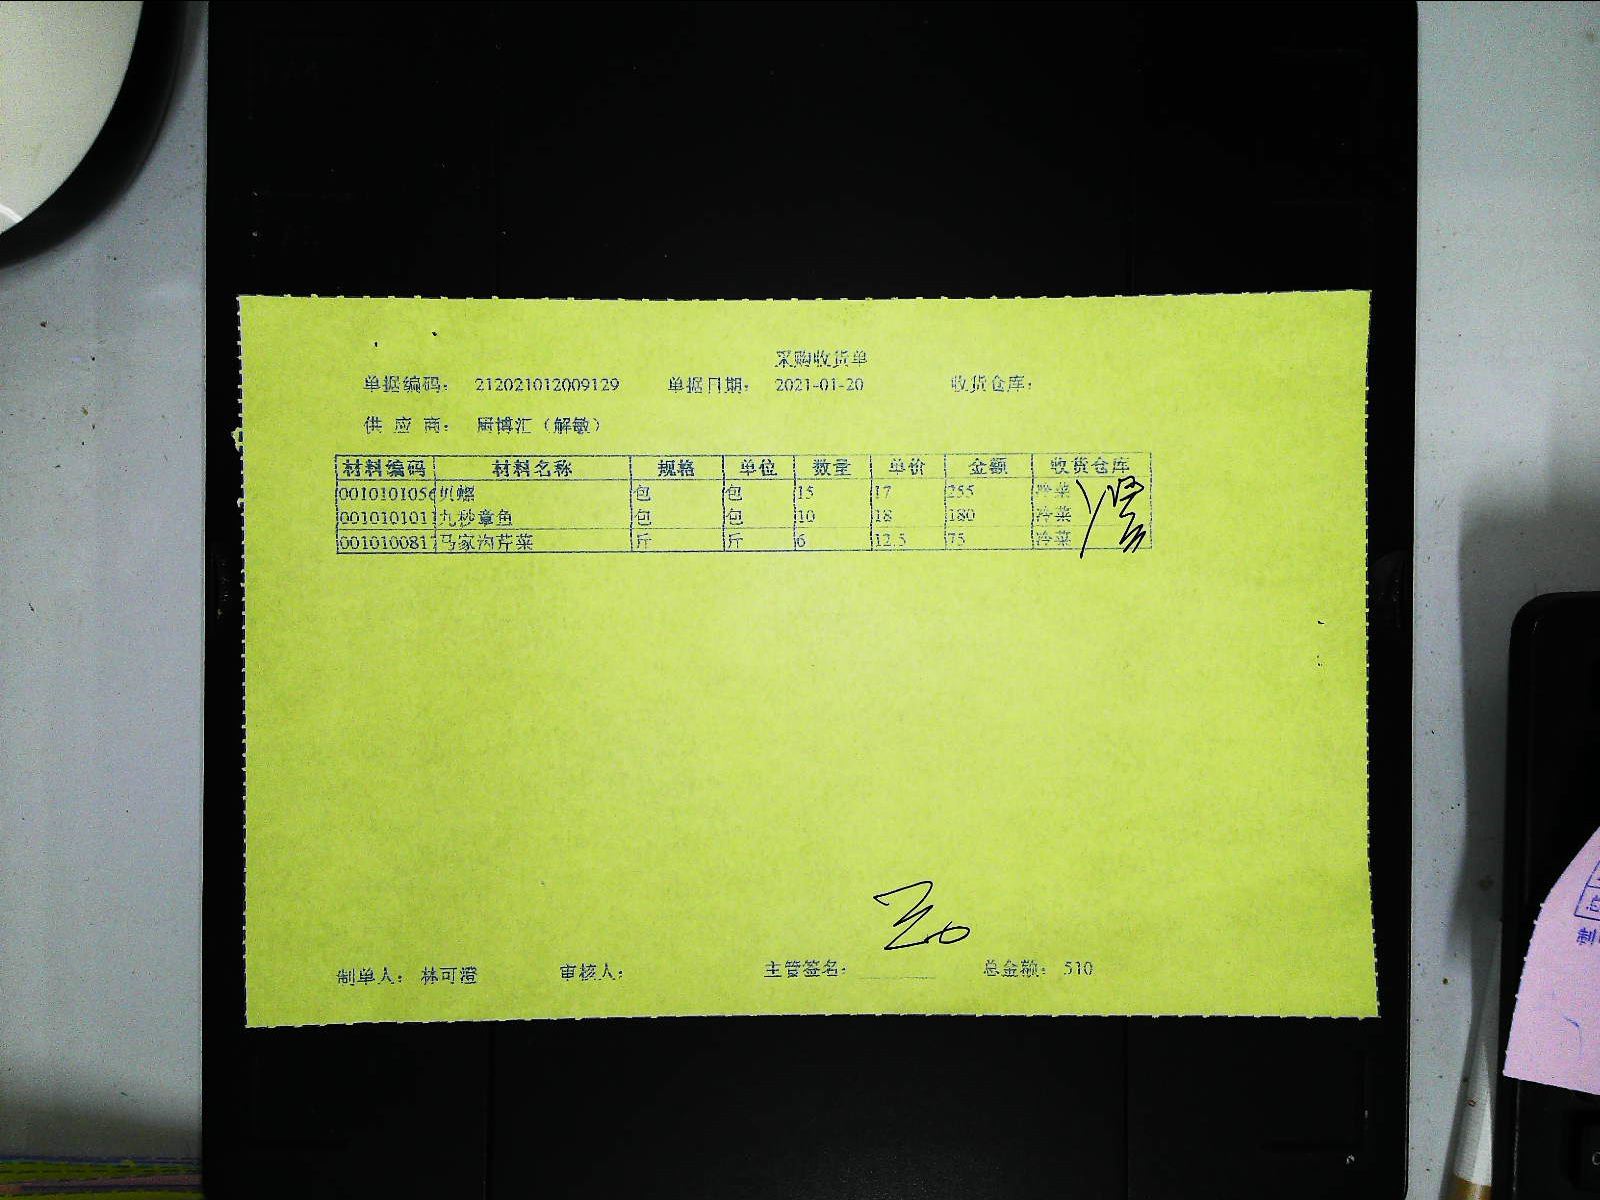 采购收货单
单据编码： 212021012009129 单据日期： 2021-01-20 收货仓库：
供 应 商： 厨博汇（解敏）
材料编码 材料名称 规格 单位 数量 单价 金额 收货仓库
0010101056 贝螺 包 包 15 17 255 冷菜
001010101 九秒章鱼 包 包 10 18 180 冷菜
001010081 马家沟芹菜 斤 斤 6 12.5 75 冷菜
制单人： 林可澄 审核人： 主管签名： 总金额： 510